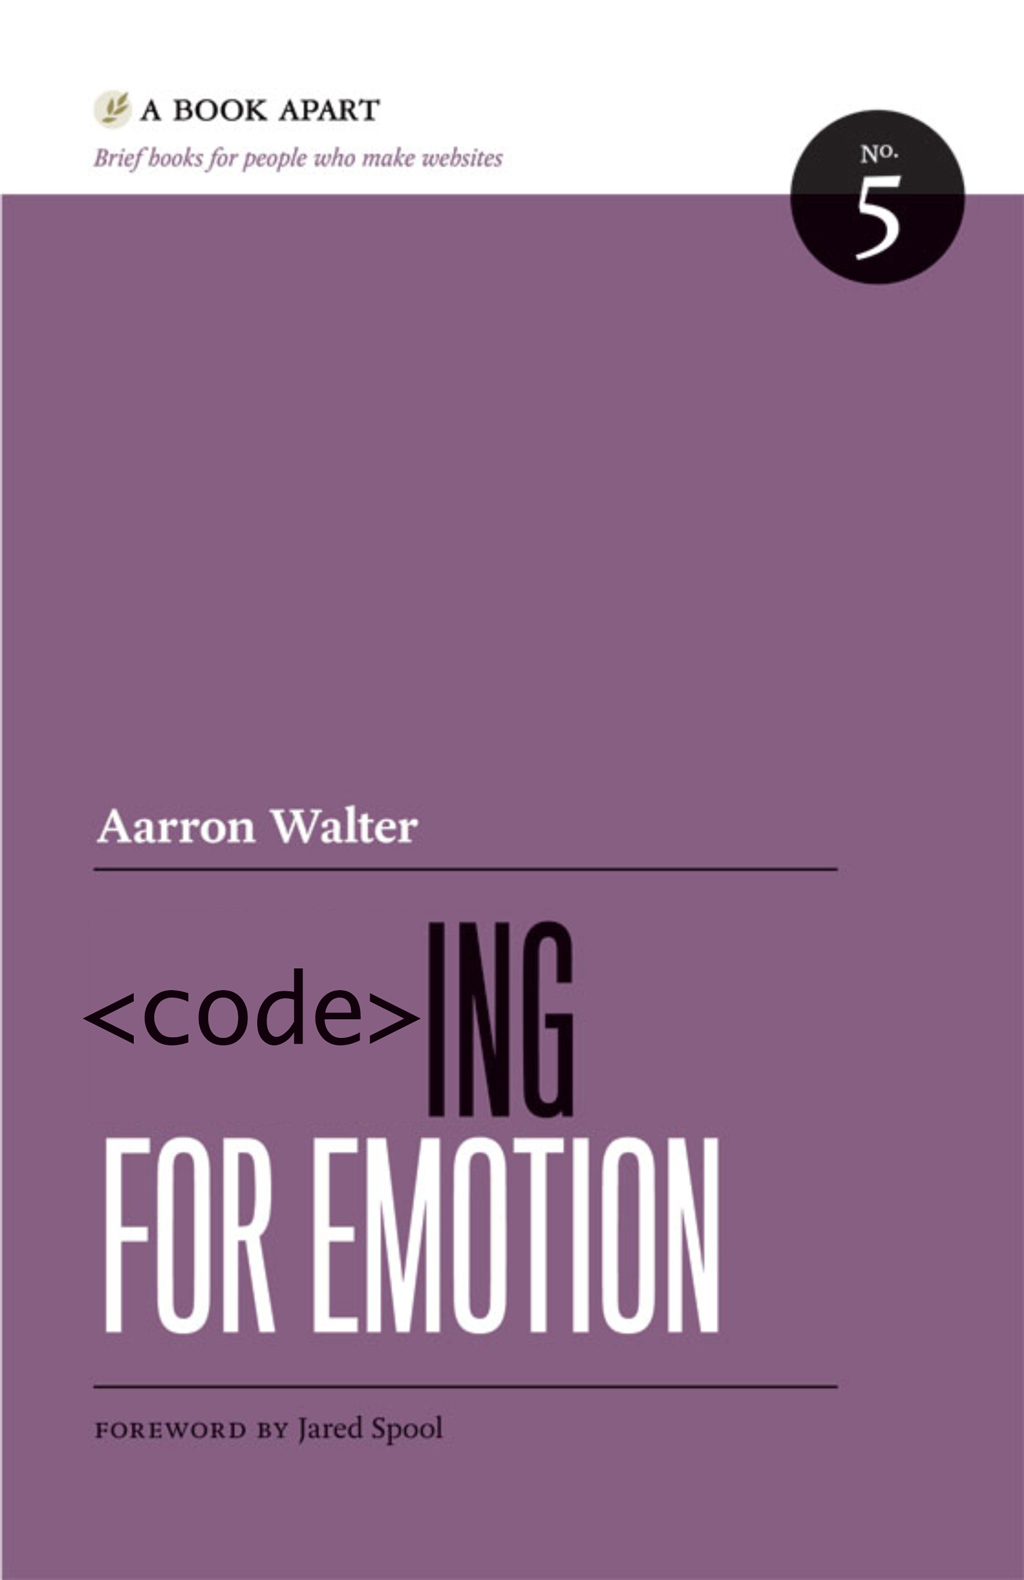 A BOOK APART
Brief books for people who make websites
No.
5
Aarron Walter
<code>ING
FOR EMOTION
FOREWORD BY Jared Spool